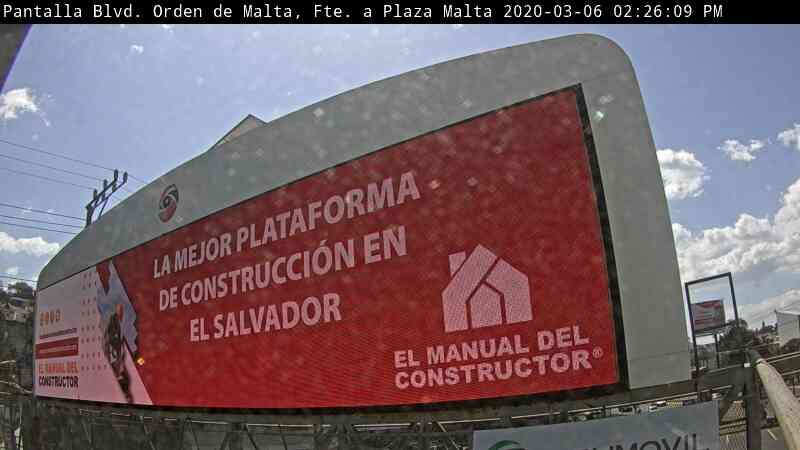 Pantalla Blvd. Orden de Malta, Fte. a Plaza Malta 2020-03-06 02:26:09 PM
LA MEJOR PLATAFORMA
DE CONSTRUCCIÓN EN
EL SALVADOR
EL MANUAL DEL
CONSTRUCTOR®
EL MANUAL DEL
CONSTRUCTOR